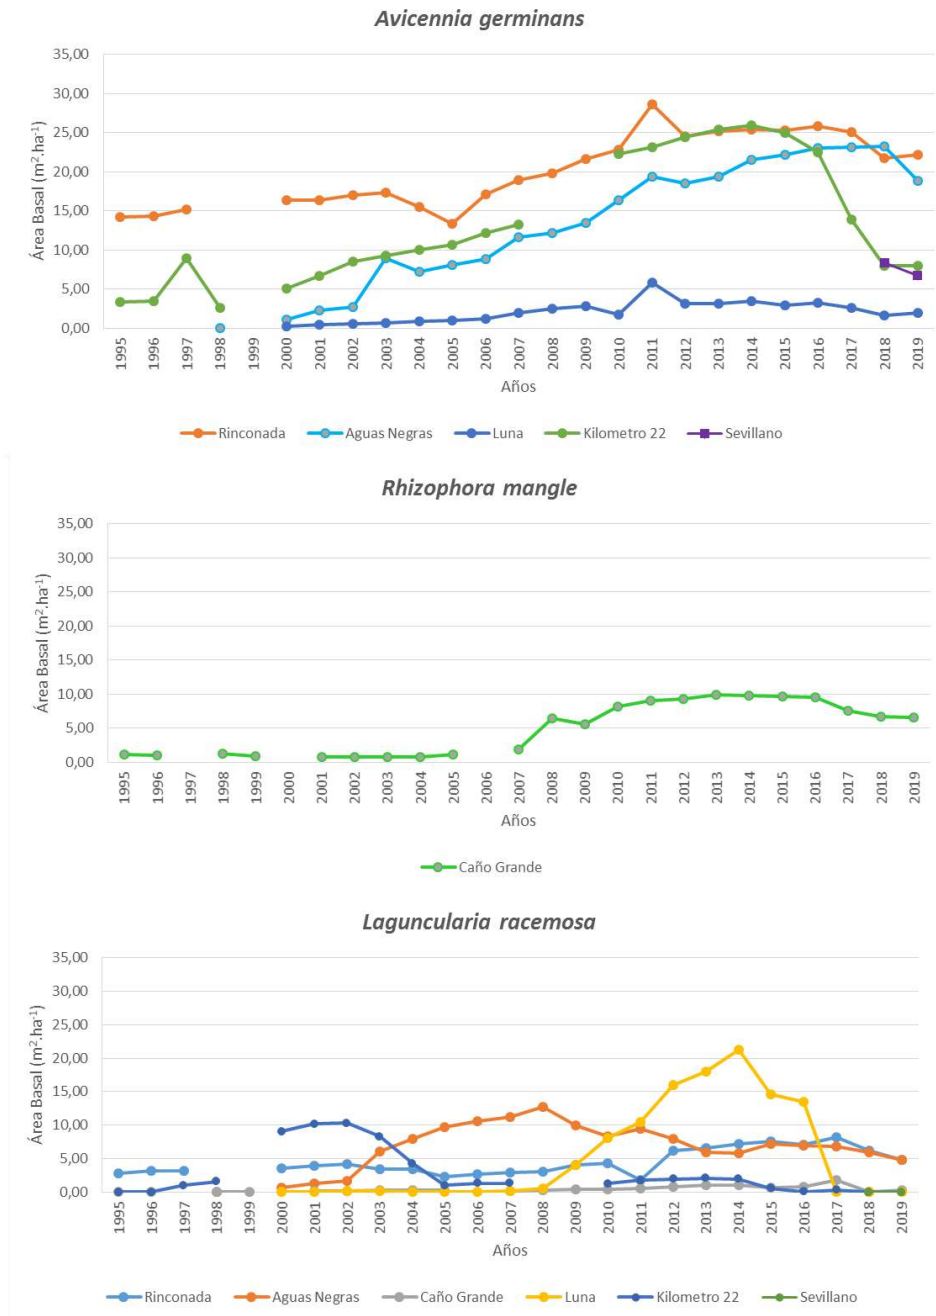 Avicennia germinans
35,00
30,00
25,00
20,00
15,00
10,00
5,00
0,00
Área Basal (m².ha⁻¹)
1995 1996 1997 1998 1999 2000 2001 2002 2003 2004 2005 2006 2007 2008 2009 2010 2011 2012 2013 2014 2015 2016 2017 2018 2019
Años
Rinconada Aguas Negras Luna Kilometro 22 Sevillano
Rhizophora mangle
35,00
30,00
25,00
20,00
15,00
10,00
5,00
0,00
Área Basal (m².ha⁻¹)
1995 1996 1997 1998 1999 2000 2001 2002 2003 2004 2005 2006 2007 2008 2009 2010 2011 2012 2013 2014 2015 2016 2017 2018 2019
Años
Caño Grande
Laguncularia racemosa
35,00
30,00
25,00
20,00
15,00
10,00
5,00
0,00
Área Basal (m².ha⁻¹)
1995 1996 1997 1998 1999 2000 2001 2002 2003 2004 2005 2006 2007 2008 2009 2010 2011 2012 2013 2014 2015 2016 2017 2018 2019
Años
Rinconada Aguas Negras Caño Grande Luna Kilometro 22 Sevillano